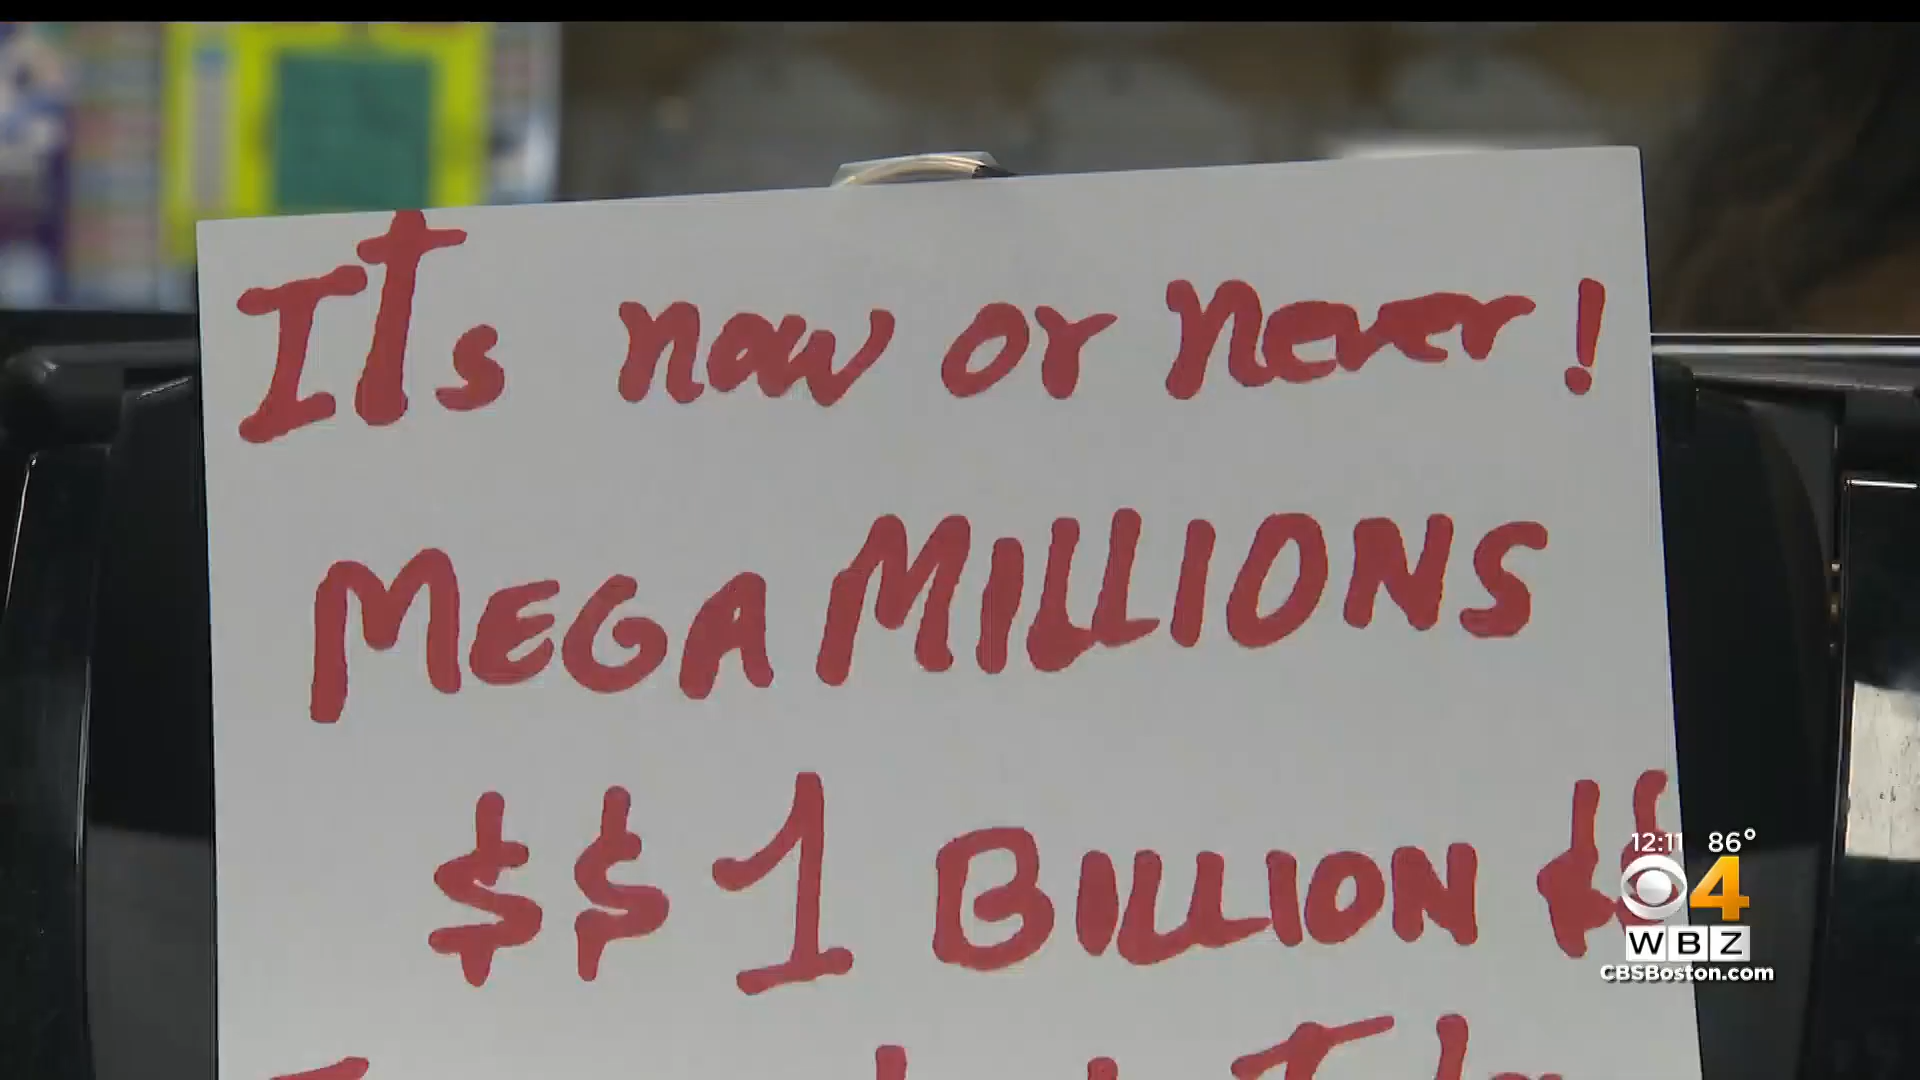 ITs now or never!
MEGA MILLIONS
$$1 BILLION $$
12:11 86°
4
WBZ
CBSBoston.com